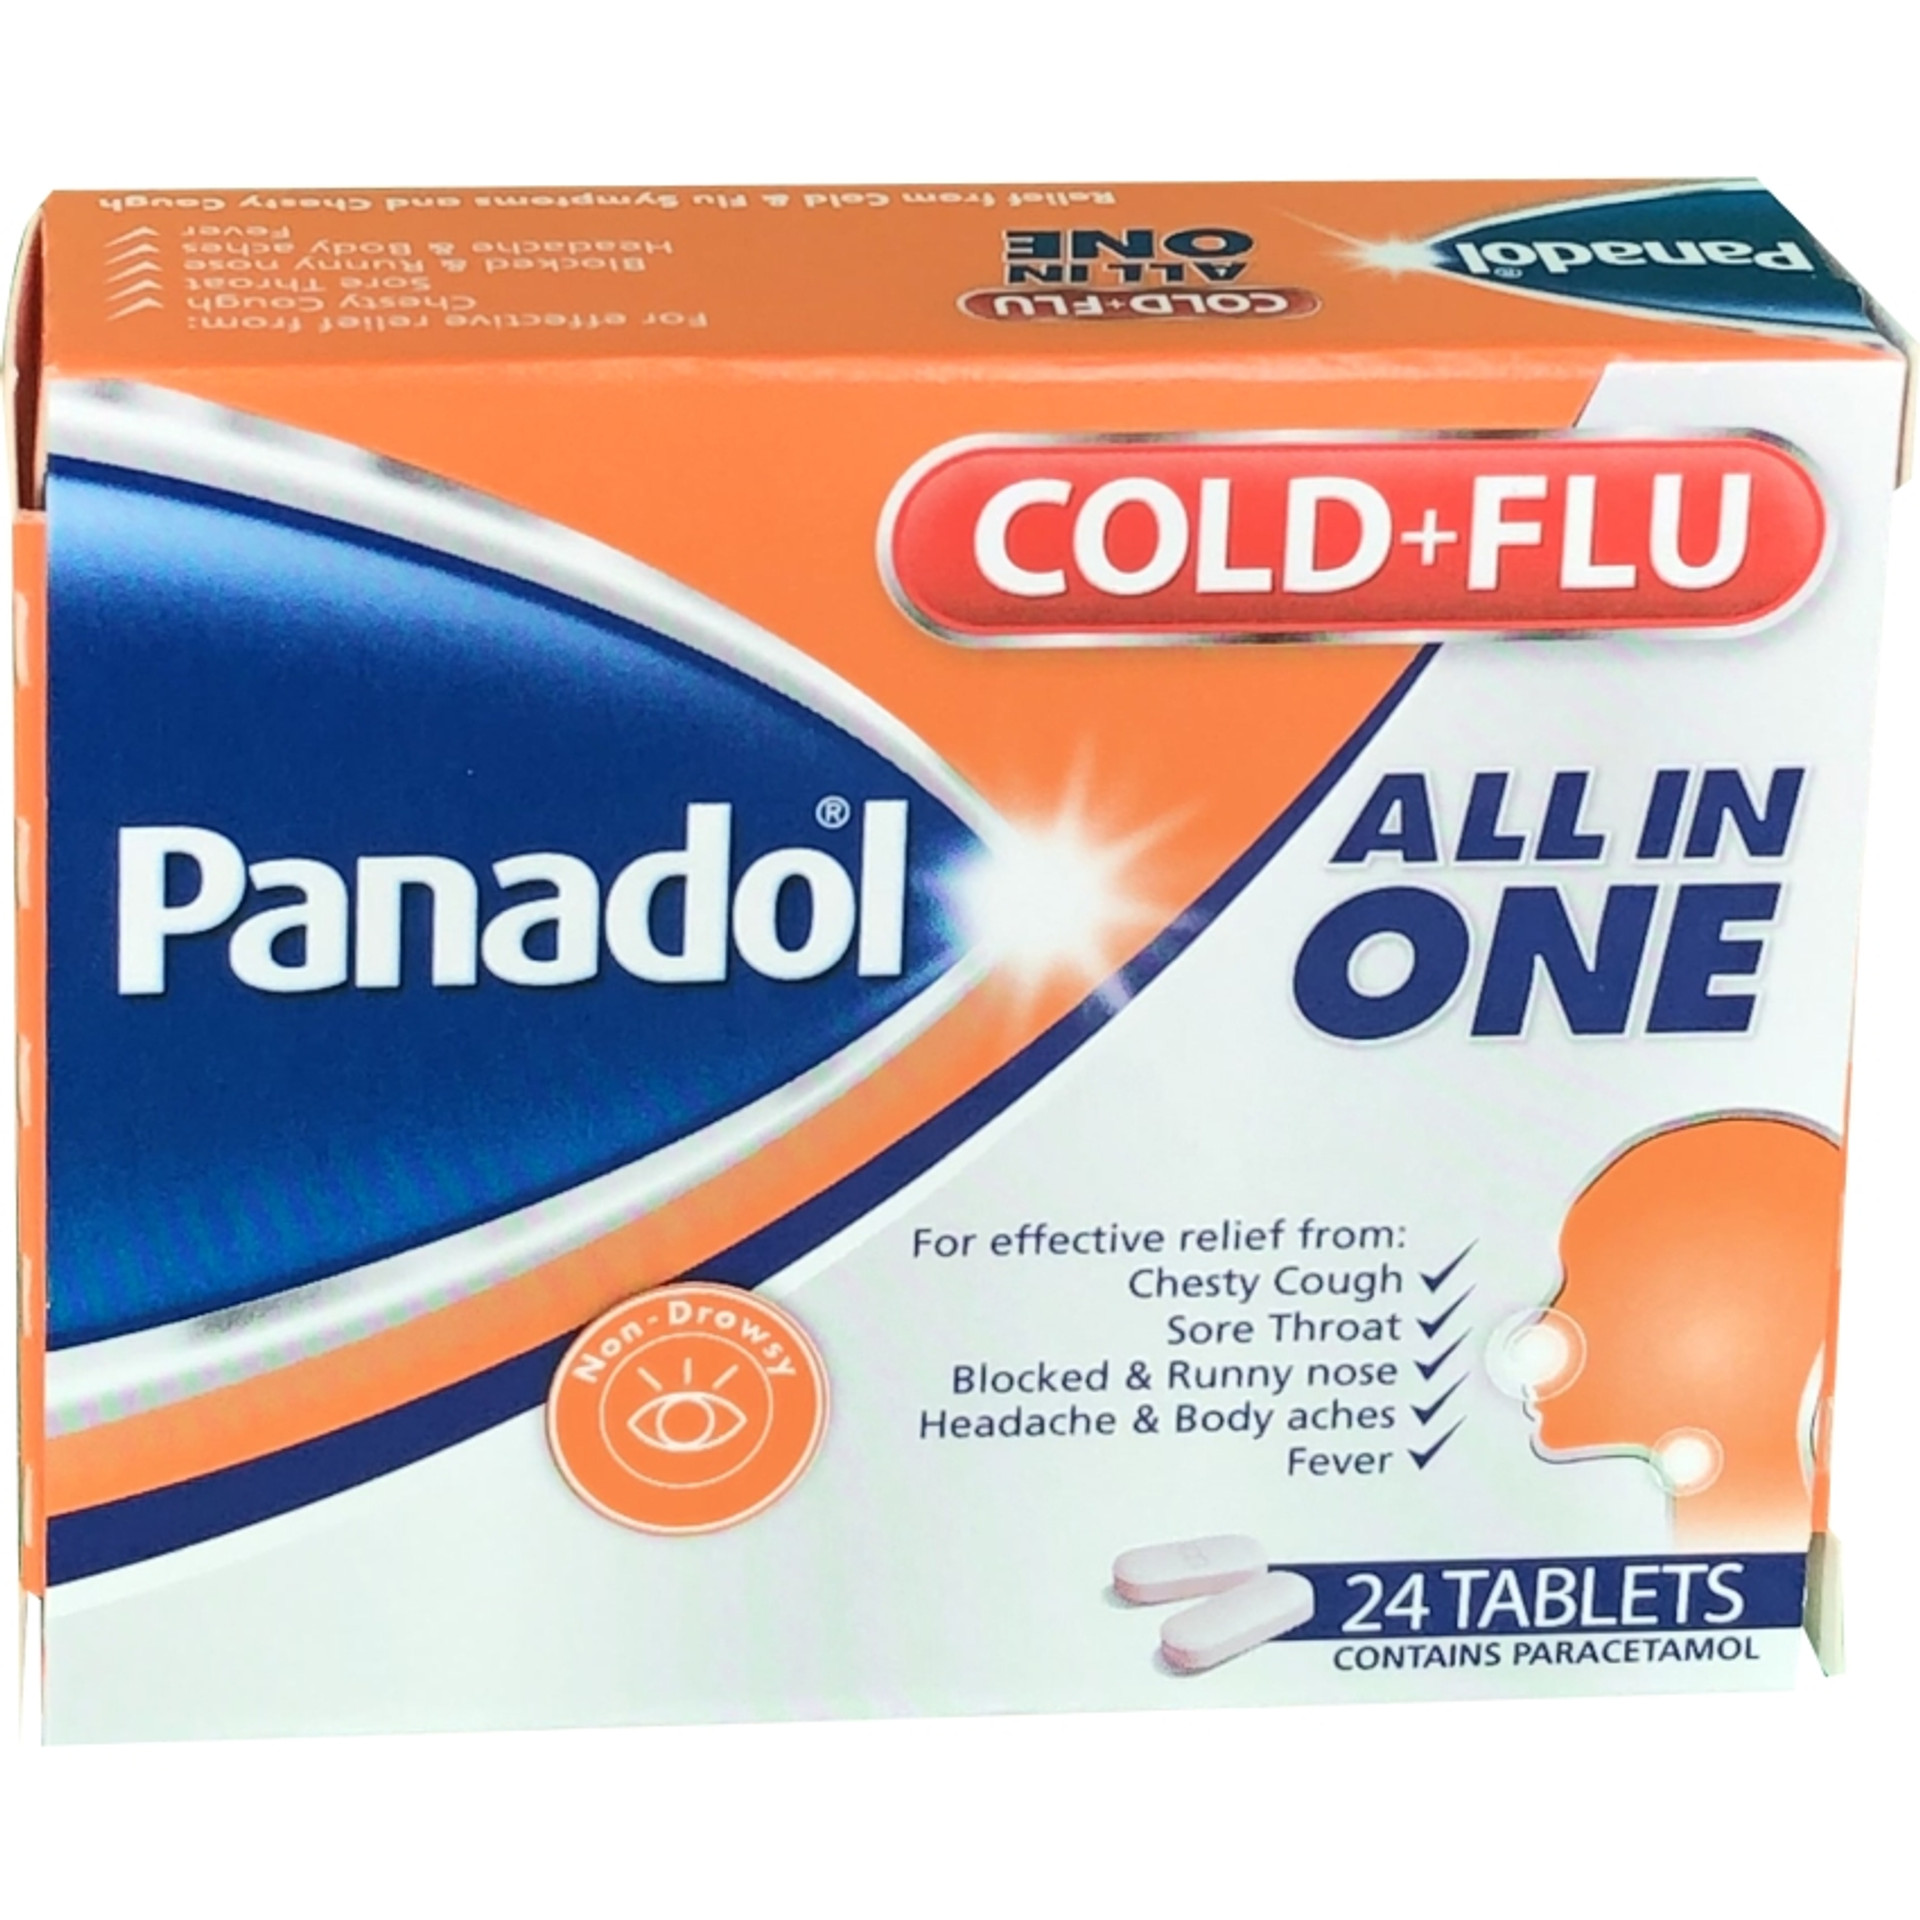 Relief from Cold & Flu Symptoms and Chesty Cough
For effective relief from:
Chesty Cough
Sore Throat
Blocked & Runny nose
Headache & Body aches
Fever
COLD+FLU
ALL IN
ONE
Panadol®
COLD+FLU
ALL IN
ONE
Panadol®
For effective relief from:
Chesty Cough
Sore Throat
Blocked & Runny nose
Headache & Body aches
Fever
Non-Drowsy
24 TABLETS
CONTAINS PARACETAMOL